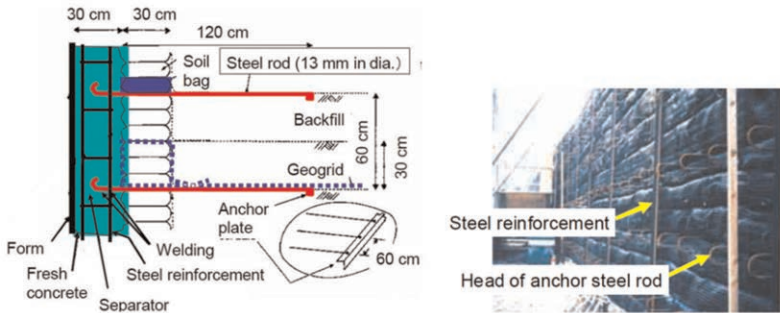 30 cm 30 cm
120 cm
Soil
bag
Steel rod (13 mm in dia.)
Backfill
60 cm
30 cm
Geogrid
Anchor
plate
60 cm
Form
Fresh
concrete
Separator
Welding
Steel reinforcement
Steel reinforcement
Head of anchor steel rod